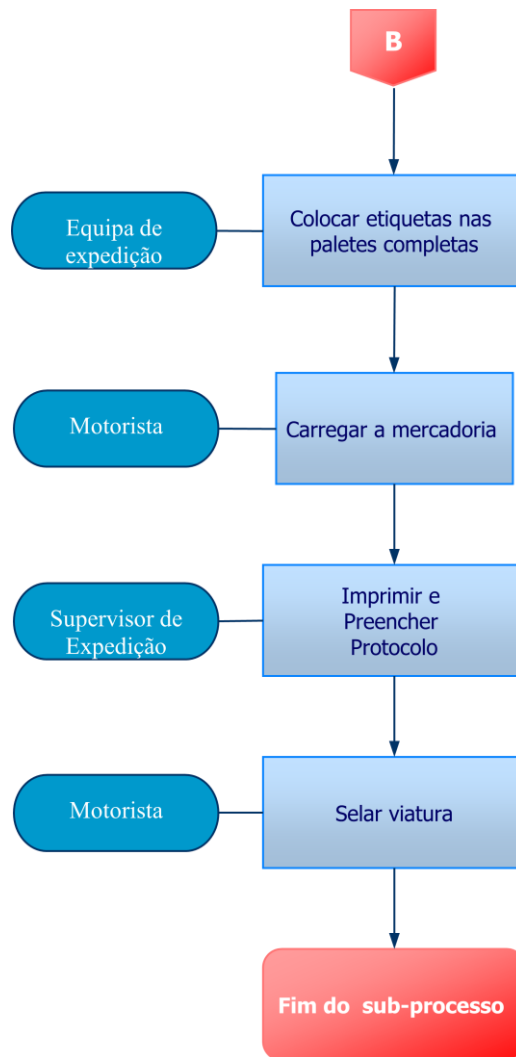 B
Equipa de
expedição
Colocar etiquetas nas
paletes completas
Motorista
Carregar a mercadoria
Supervisor de
Expedição
Imprimir e
Preencher
Protocolo
Motorista
Selar viatura
Fim do sub-processo